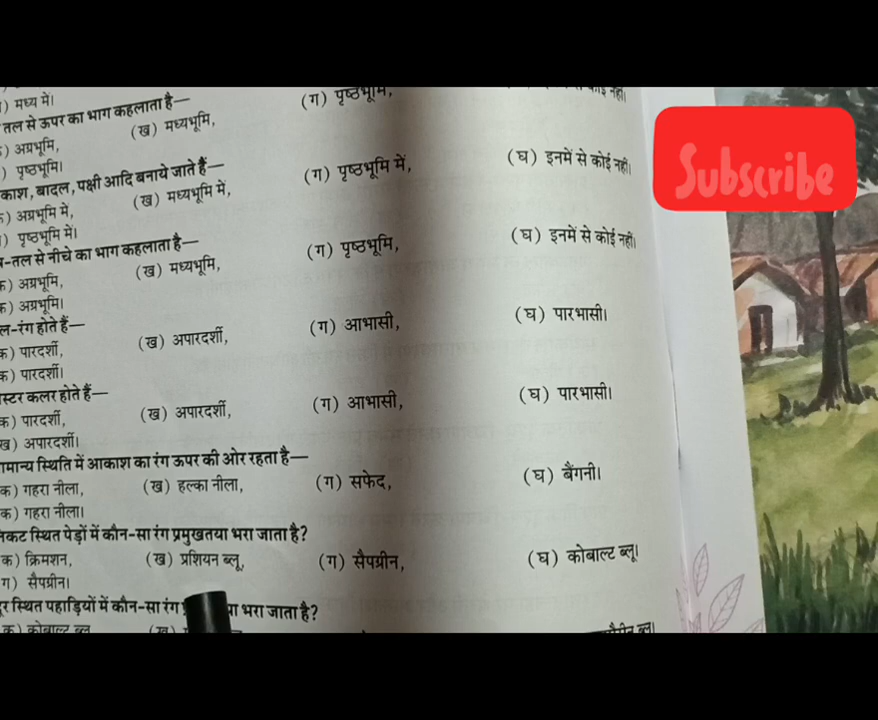 ) मध्य में।
तल से ऊपर का भाग कहलाता है—
) अग्रभूमि, (ख) मध्यभूमि, (ग) पृष्ठभूमि,
) पृष्ठभूमि।
काश, बादल, पक्षी आदि बनाये जाते हैं—
) अग्रभूमि में, (ख) मध्यभूमि में, (ग) पृष्ठभूमि में, (घ) इनमें से कोई नहीं।
) पृष्ठभूमि में।
-तल से नीचे का भाग कहलाता है—
क) अग्रभूमि, (ख) मध्यभूमि, (ग) पृष्ठभूमि, (घ) इनमें से कोई नहीं।
क) अग्रभूमि।
ल-रंग होते हैं—
क) पारदर्शी, (ख) अपारदर्शी, (ग) आभासी, (घ) पारभासी।
क) पारदर्शी।
स्टर कलर होते हैं—
क) पारदर्शी, (ख) अपारदर्शी, (ग) आभासी, (घ) पारभासी।
ख) अपारदर्शी।
ामान्य स्थिति में आकाश का रंग ऊपर की ओर रहता है—
क) गहरा नीला, (ख) हल्का नीला, (ग) सफेद, (घ) बैंगनी।
क) गहरा नीला।
िकट स्थित पेड़ों में कौन-सा रंग प्रमुखतया भरा जाता है?
क) क्रिमशन, (ख) प्रशियन ब्लू, (ग) सैपग्रीन, (घ) कोबाल्ट ब्लू।
ग) सैपग्रीन।
ूर स्थित पहाड़ियों में कौन-सा रंग या भरा जाता है?
क) कोबाल्ट ब्लू (ख)
Subscribe